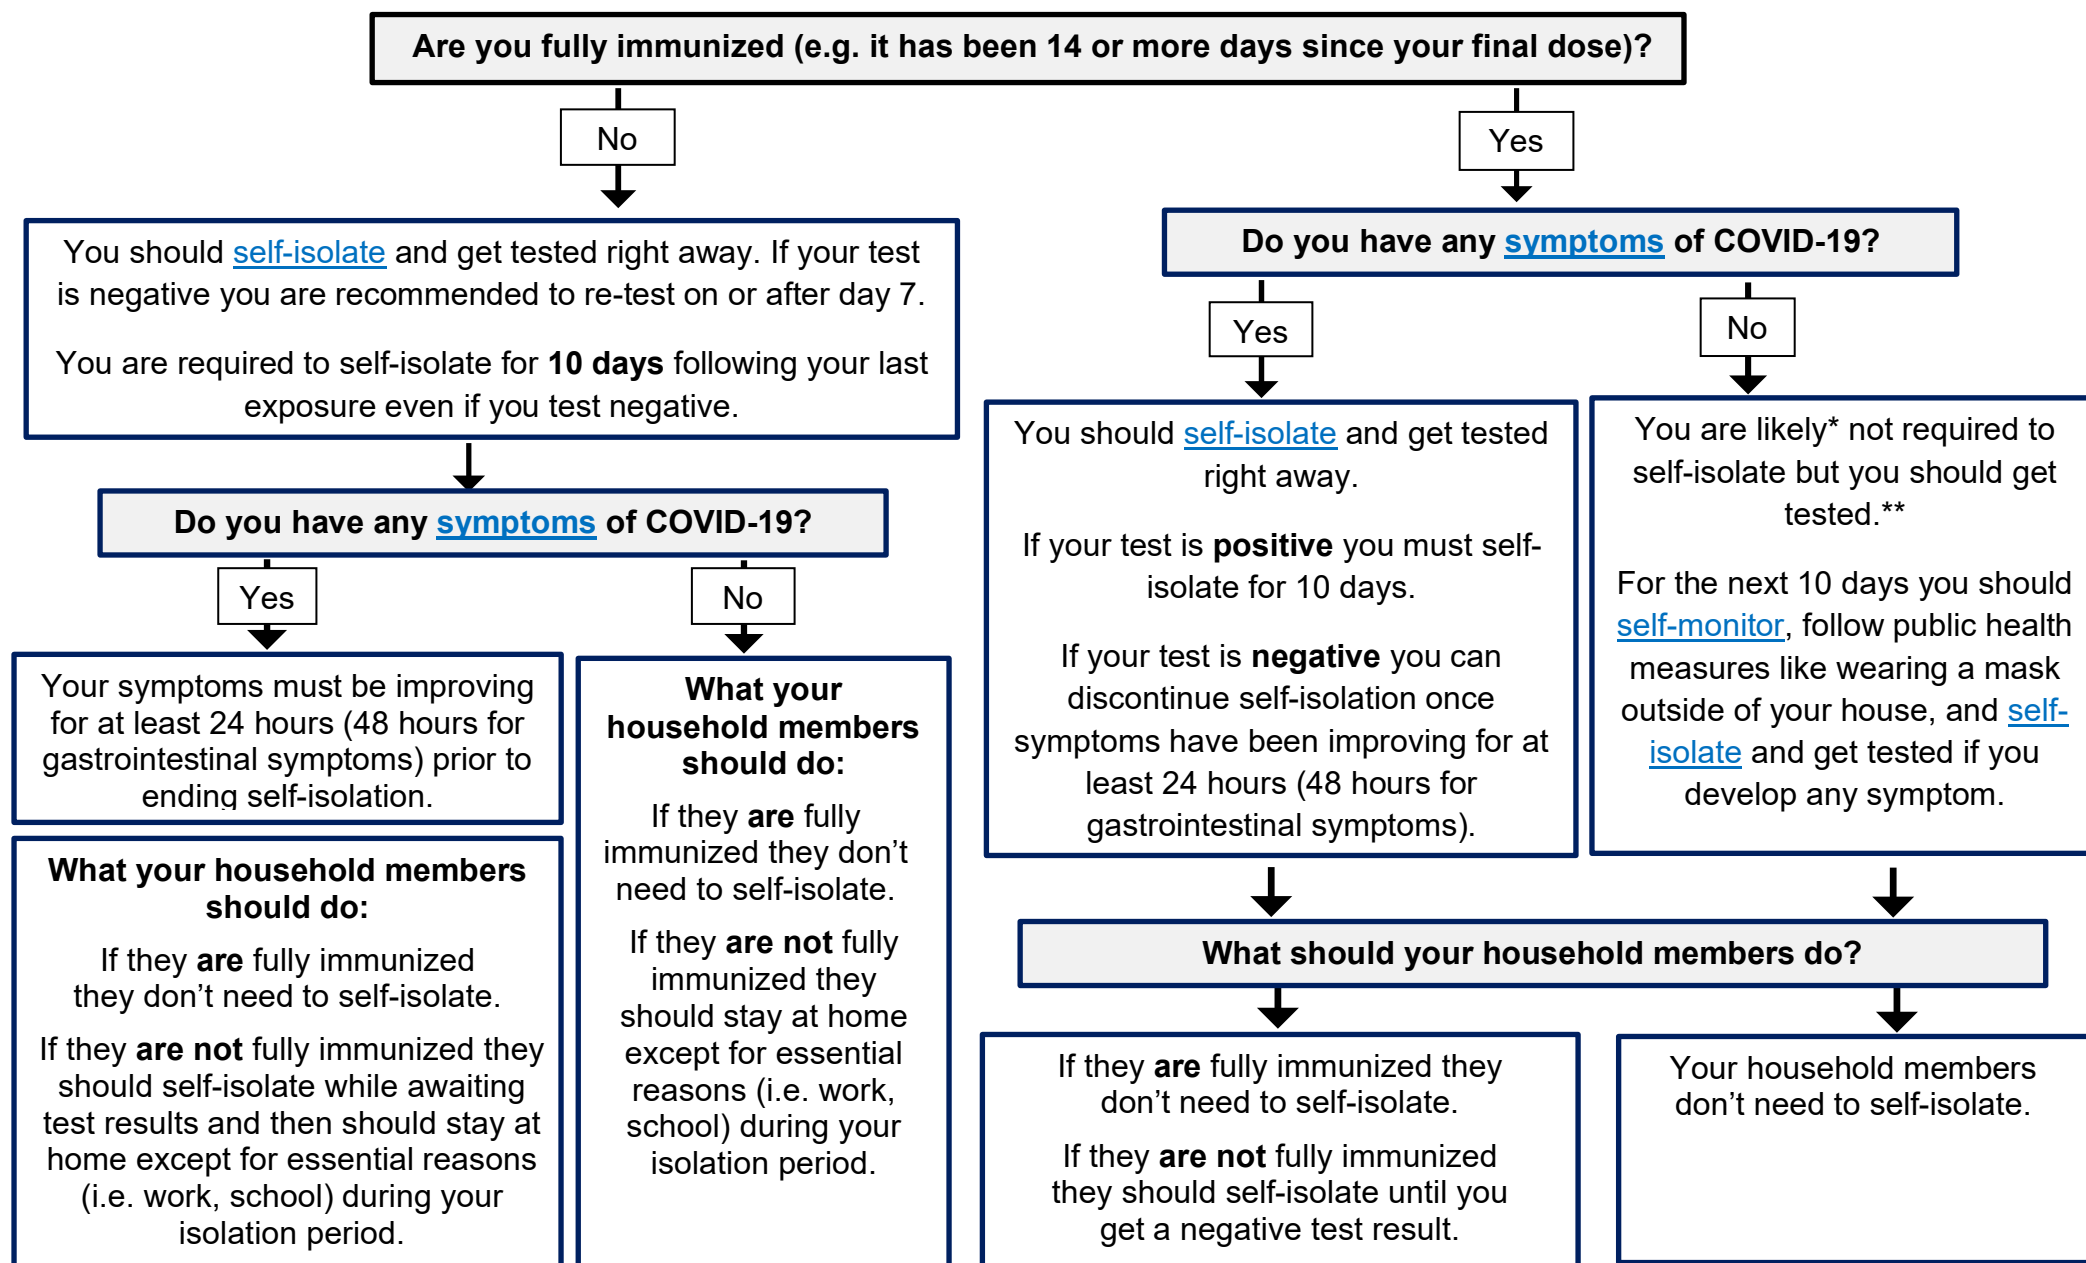 Are you fully immunized (e.g. it has been 14 or more days since your final dose)?
No
You should self-isolate and get tested right away. If your test
is negative you are recommended to re-test on or after day 7.
You are required to self-isolate for 10 days following your last
exposure even if you test negative.
Do you have any symptoms of COVID-19?
Yes
Your symptoms must be improving
for at least 24 hours (48 hours for
gastrointestinal symptoms) prior to
ending self-isolation.
What your household members
should do:
If they are fully immunized
they don’t need to self-isolate.
If they are not fully immunized they
should self-isolate while awaiting
test results and then should stay at
home except for essential reasons
(i.e. work, school) during your
isolation period.
No
What your
household members
should do:
If they are fully
immunized they don’t
need to self-isolate.
If they are not fully
immunized they
should stay at home
except for essential
reasons (i.e. work,
school) during your
isolation period.
Yes
Do you have any symptoms of COVID-19?
Yes
You should self-isolate and get tested
right away.
If your test is positive you must self-
isolate for 10 days.
If your test is negative you can
discontinue self-isolation once
symptoms have been improving for at
least 24 hours (48 hours for
gastrointestinal symptoms).
No
You are likely* not required to
self-isolate but you should get
tested.**
For the next 10 days you should
self-monitor, follow public health
measures like wearing a mask
outside of your house, and self-
isolate and get tested if you
develop any symptom.
What should your household members do?
If they are fully immunized they
don’t need to self-isolate.
If they are not fully immunized
they should self-isolate until you
get a negative test result.
Your household members
don’t need to self-isolate.